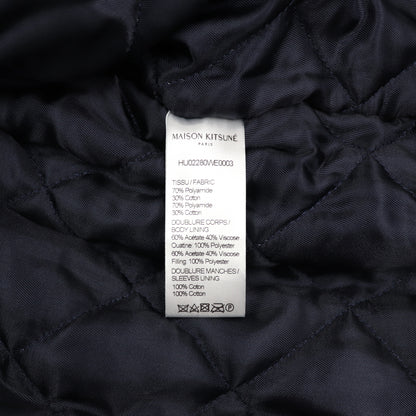 MAISON KITSUNÉ
PARIS
HU02280WE0003
TISSU / FABRIC
70% Polyamide
30% Cotton
70% Polyamide
30% Cotton
DOUBLURE CORPS /
BODY LINING
60% Acetate 40% Viscose
Ouatine: 100% Polyester
60% Acetate 40% Viscose
Filling: 100% Polyester
DOUBLURE MANCHES /
SLEEVES LINING
100% Cotton
100% Cotton